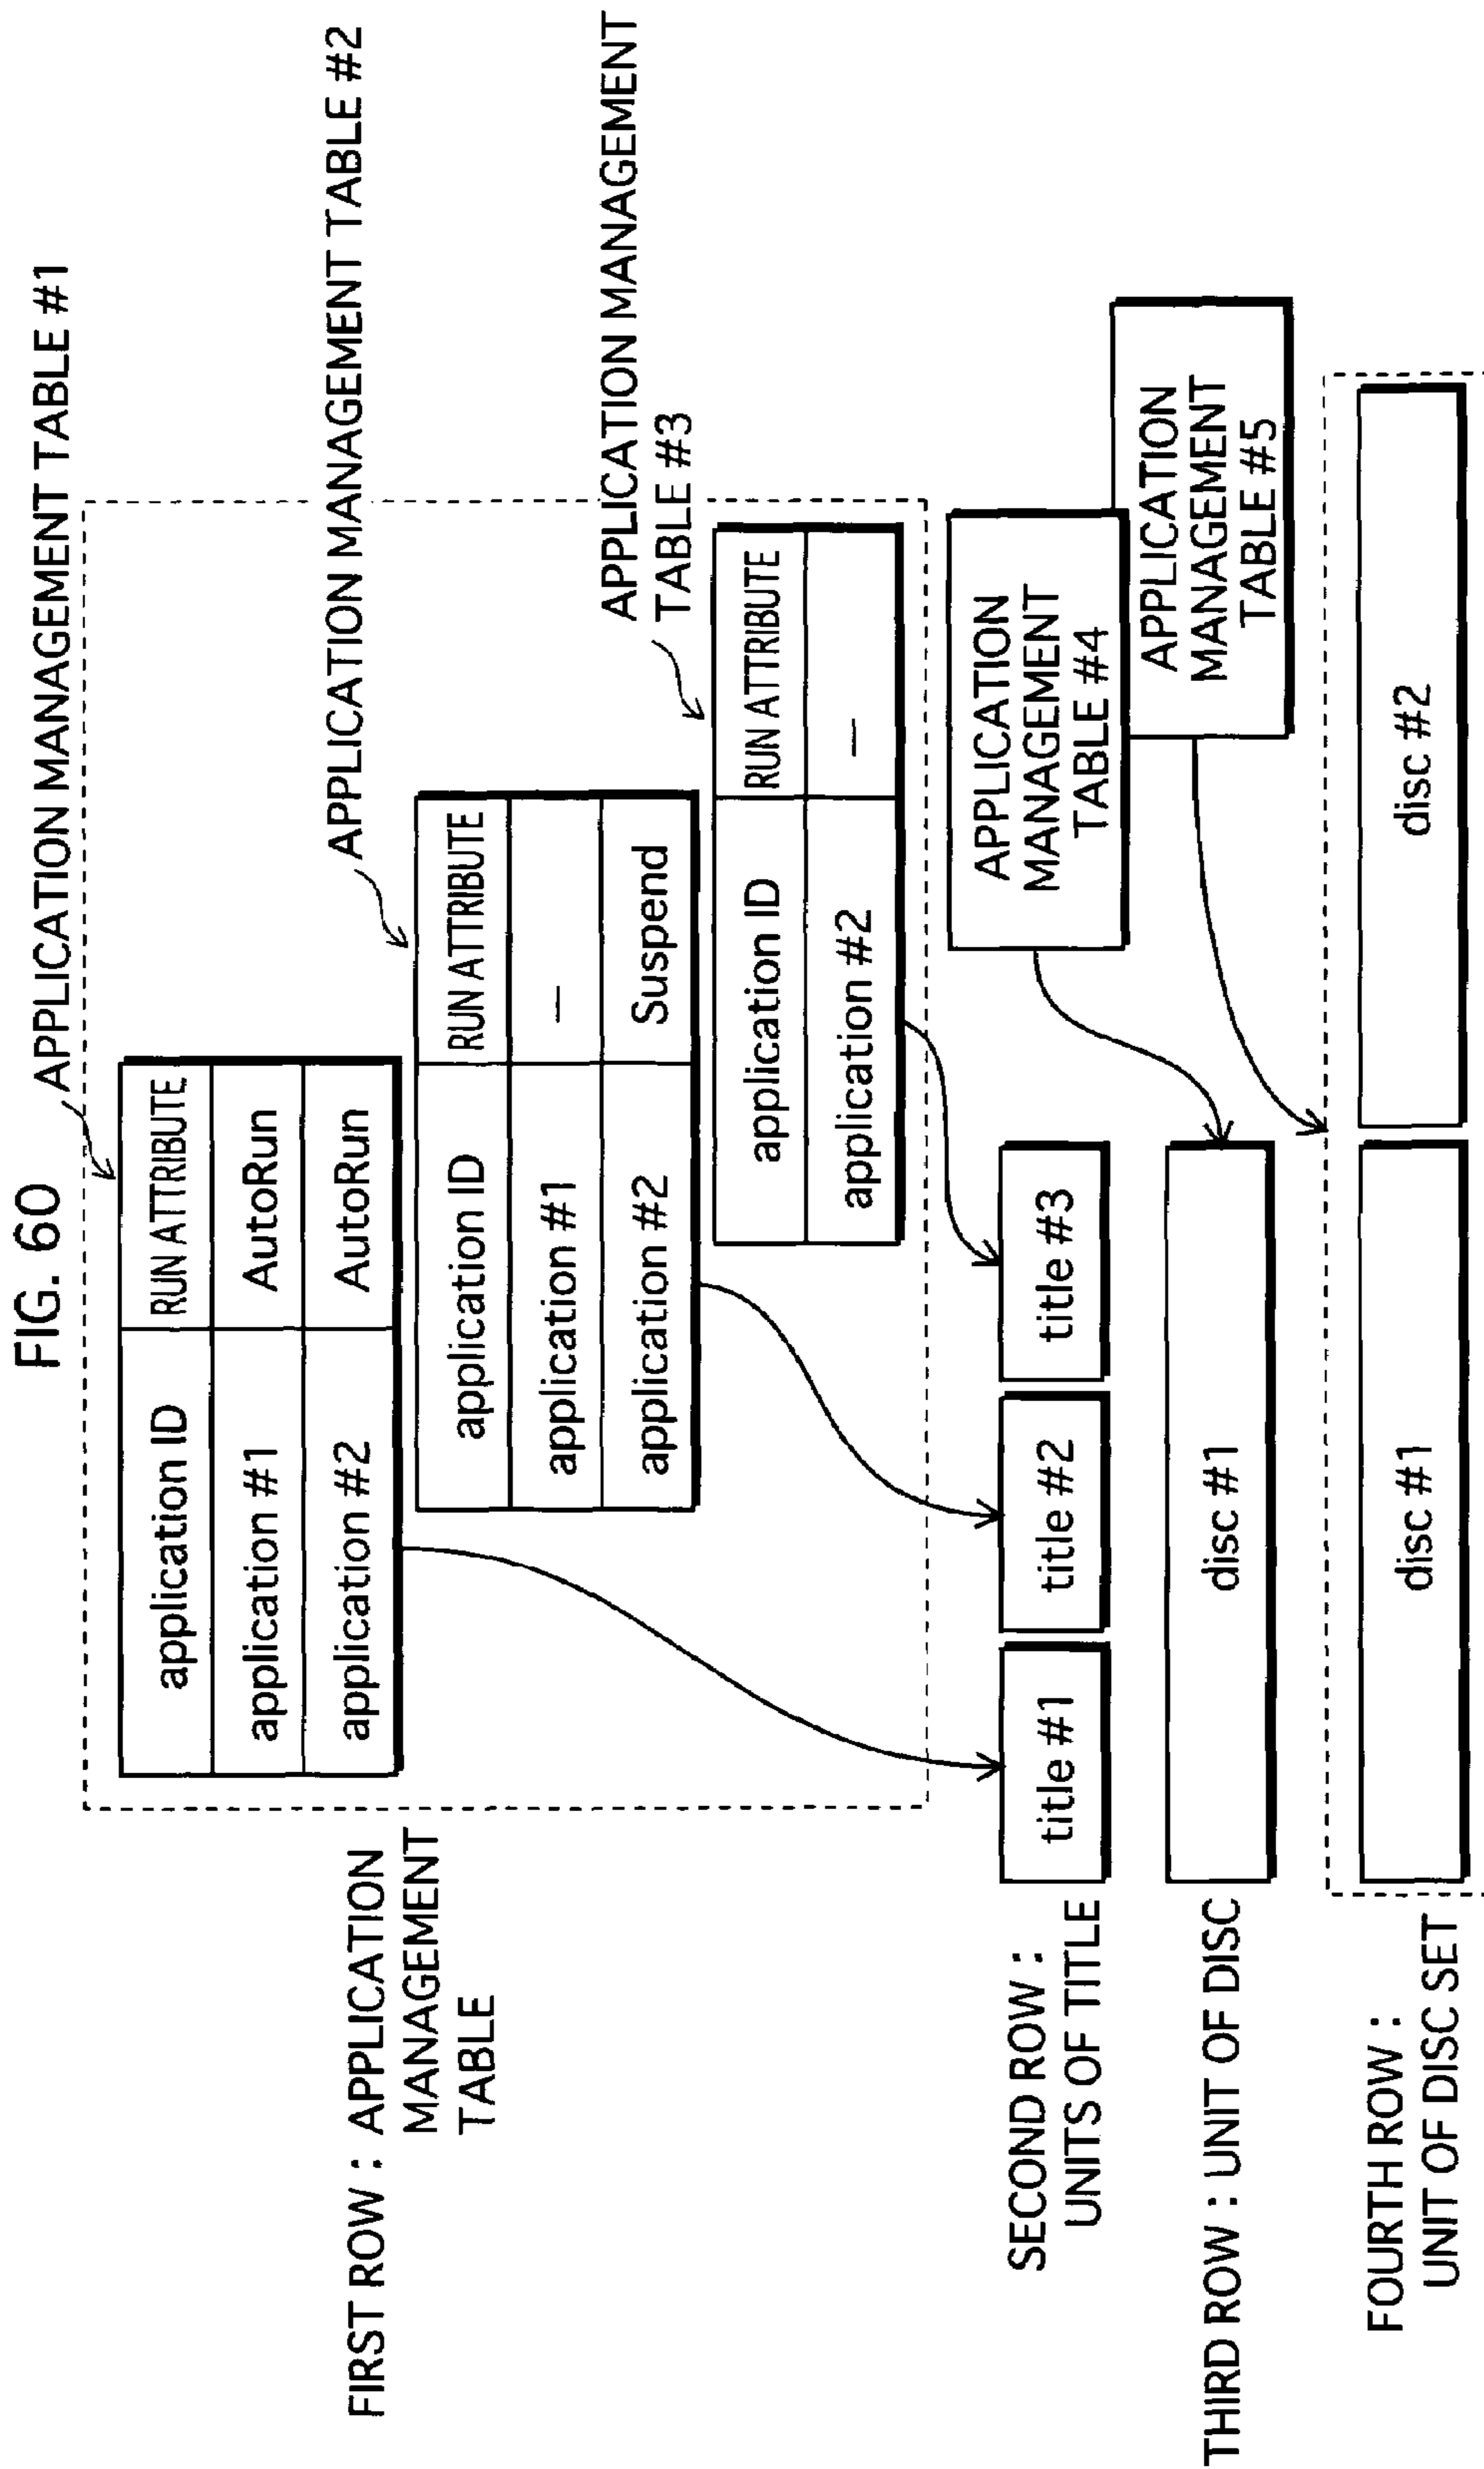 FIG. 60
APPLICATION MANAGEMENT TABLE #1
APPLICATION MANAGEMENT TABLE #2
APPLICATION MANAGEMENT
TABLE #3
FIRST ROW : APPLICATION
MANAGEMENT
TABLE
application ID RUN ATTRIBUTE
application #1 AutoRun
application #2 AutoRun
application ID RUN ATTRIBUTE
application #1 —
application #2 Suspend
application ID RUN ATTRIBUTE
application #2 —
SECOND ROW :
UNITS OF TITLE
title #1 title #2 title #3
APPLICATION
MANAGEMENT
TABLE #4
THIRD ROW : UNIT OF DISC
disc #1
APPLICATION
MANAGEMENT
TABLE #5
FOURTH ROW :
UNIT OF DISC SET
disc #1 disc #2